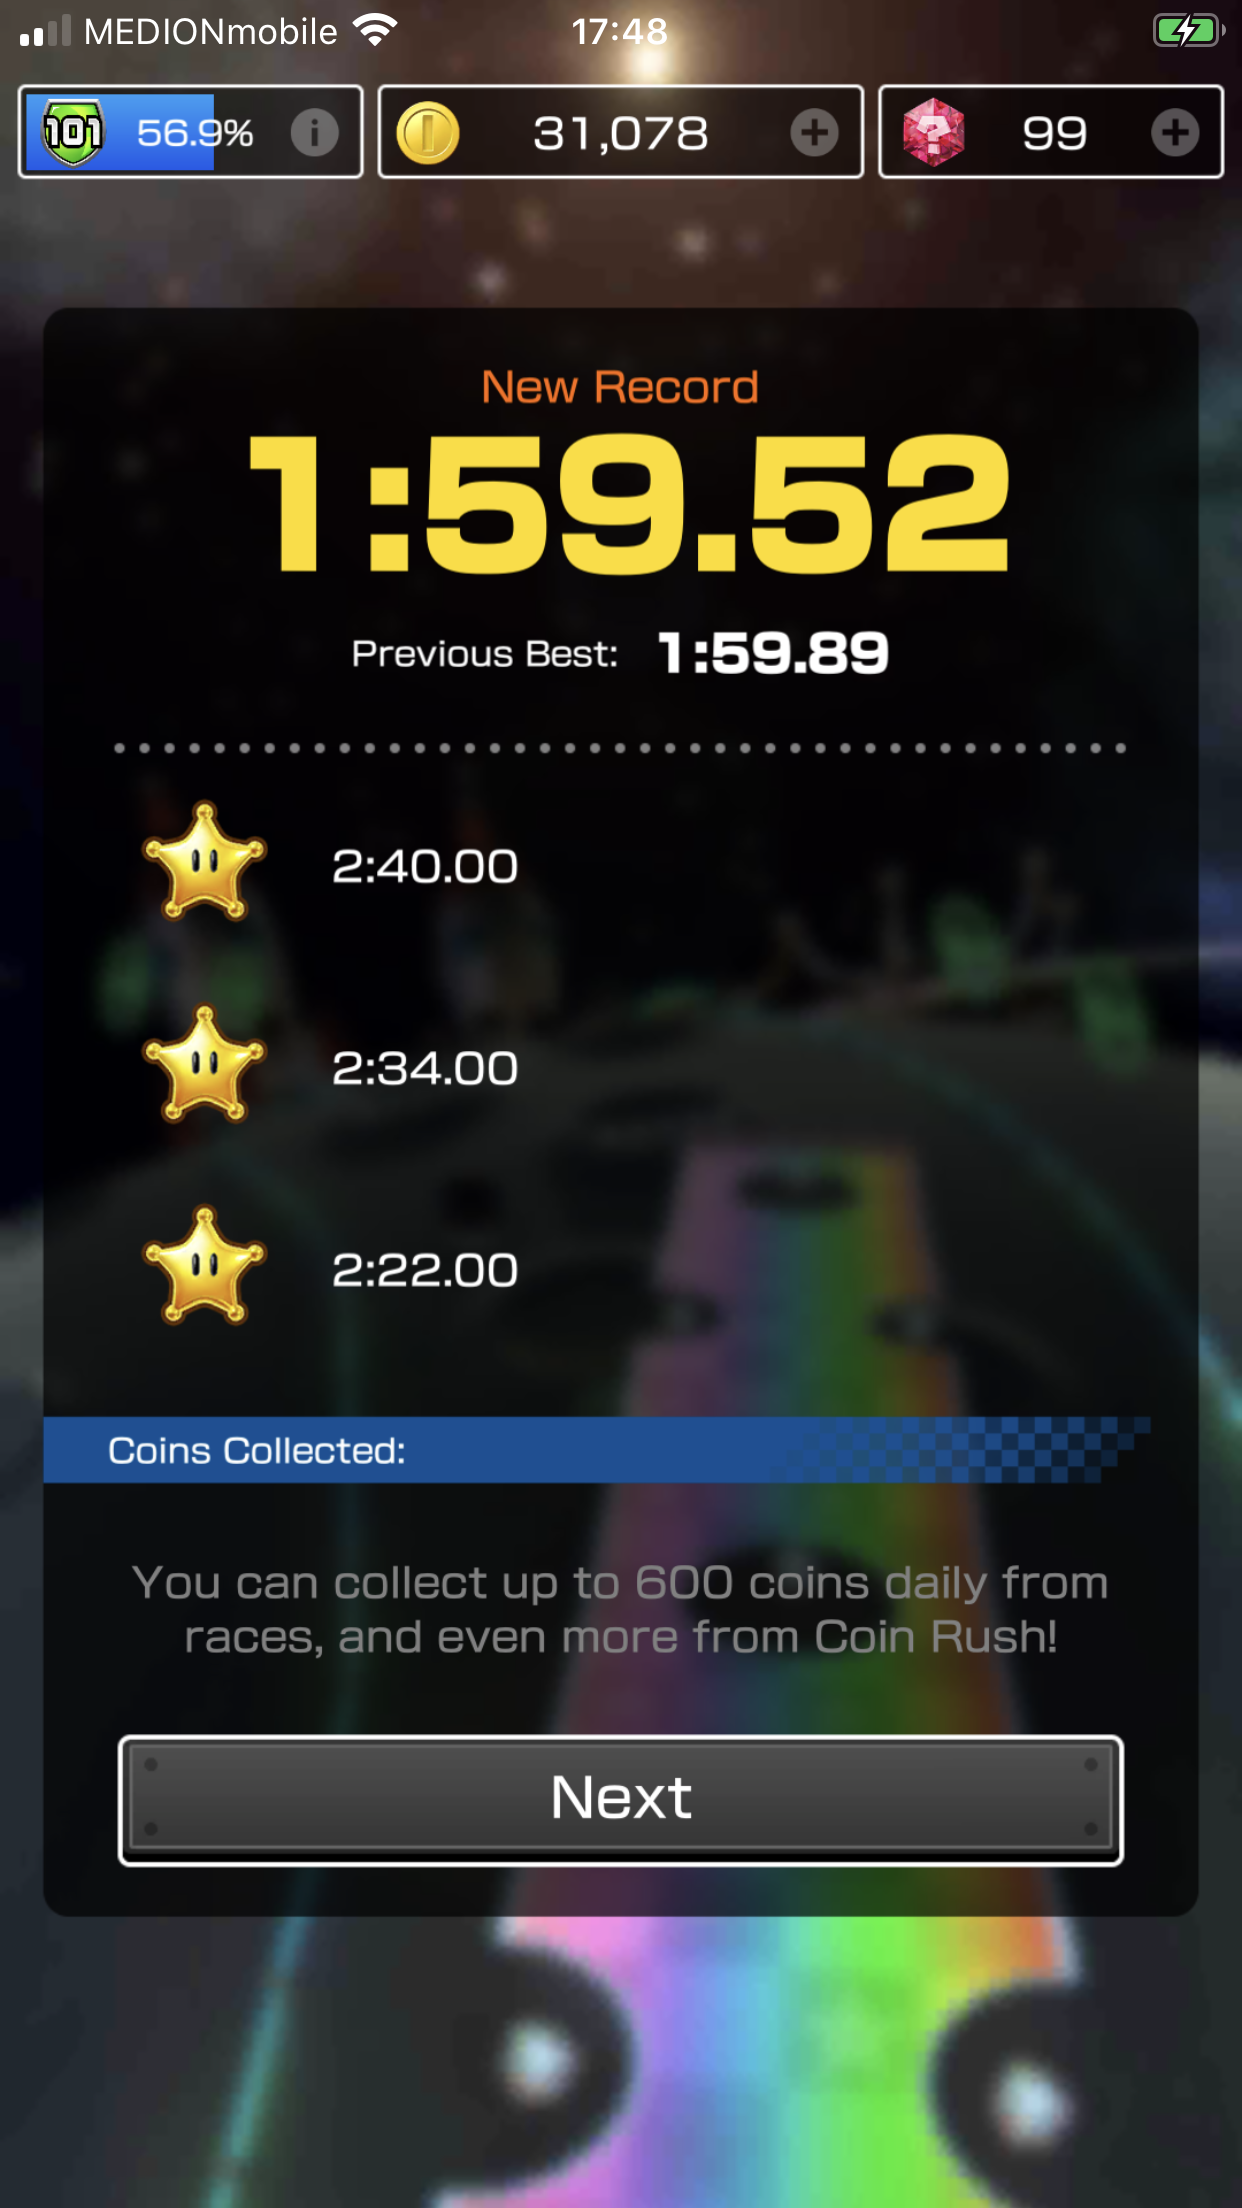 MEDIONmobile 17:48
101 56.9% i 31,078 + ? 99 +
New Record
1:59.52
Previous Best: 1:59.89
2:40.00
2:34.00
2:22.00
Coins Collected:
You can collect up to 600 coins daily from
races, and even more from Coin Rush!
Next